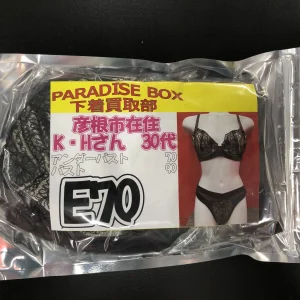 PARADISE BOX
下着買取部
彦根市在住
K・Hさん 30代
アンダーバスト
バスト
E-70